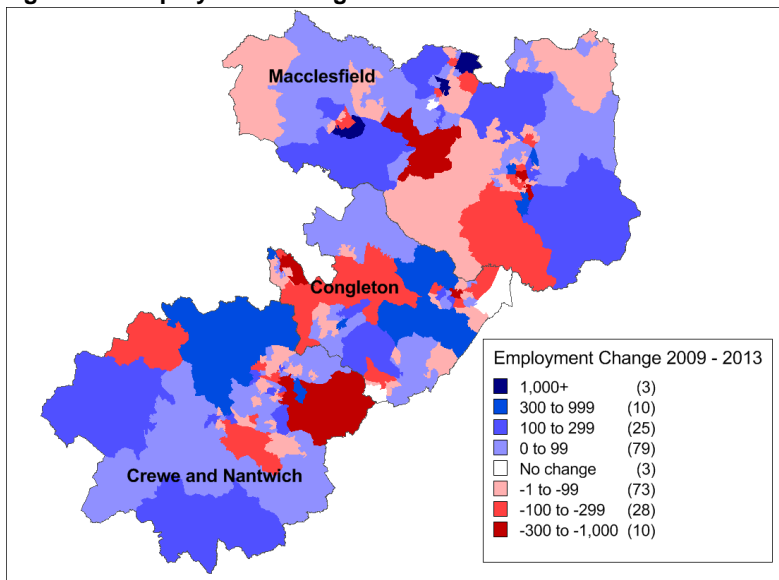 Macclesfield
Congleton
Crewe and Nantwich
Employment Change 2009 - 2013
1,000+ (3)
300 to 999 (10)
100 to 299 (25)
0 to 99 (79)
No change (3)
-1 to -99 (73)
-100 to -299 (28)
-300 to -1,000 (10)